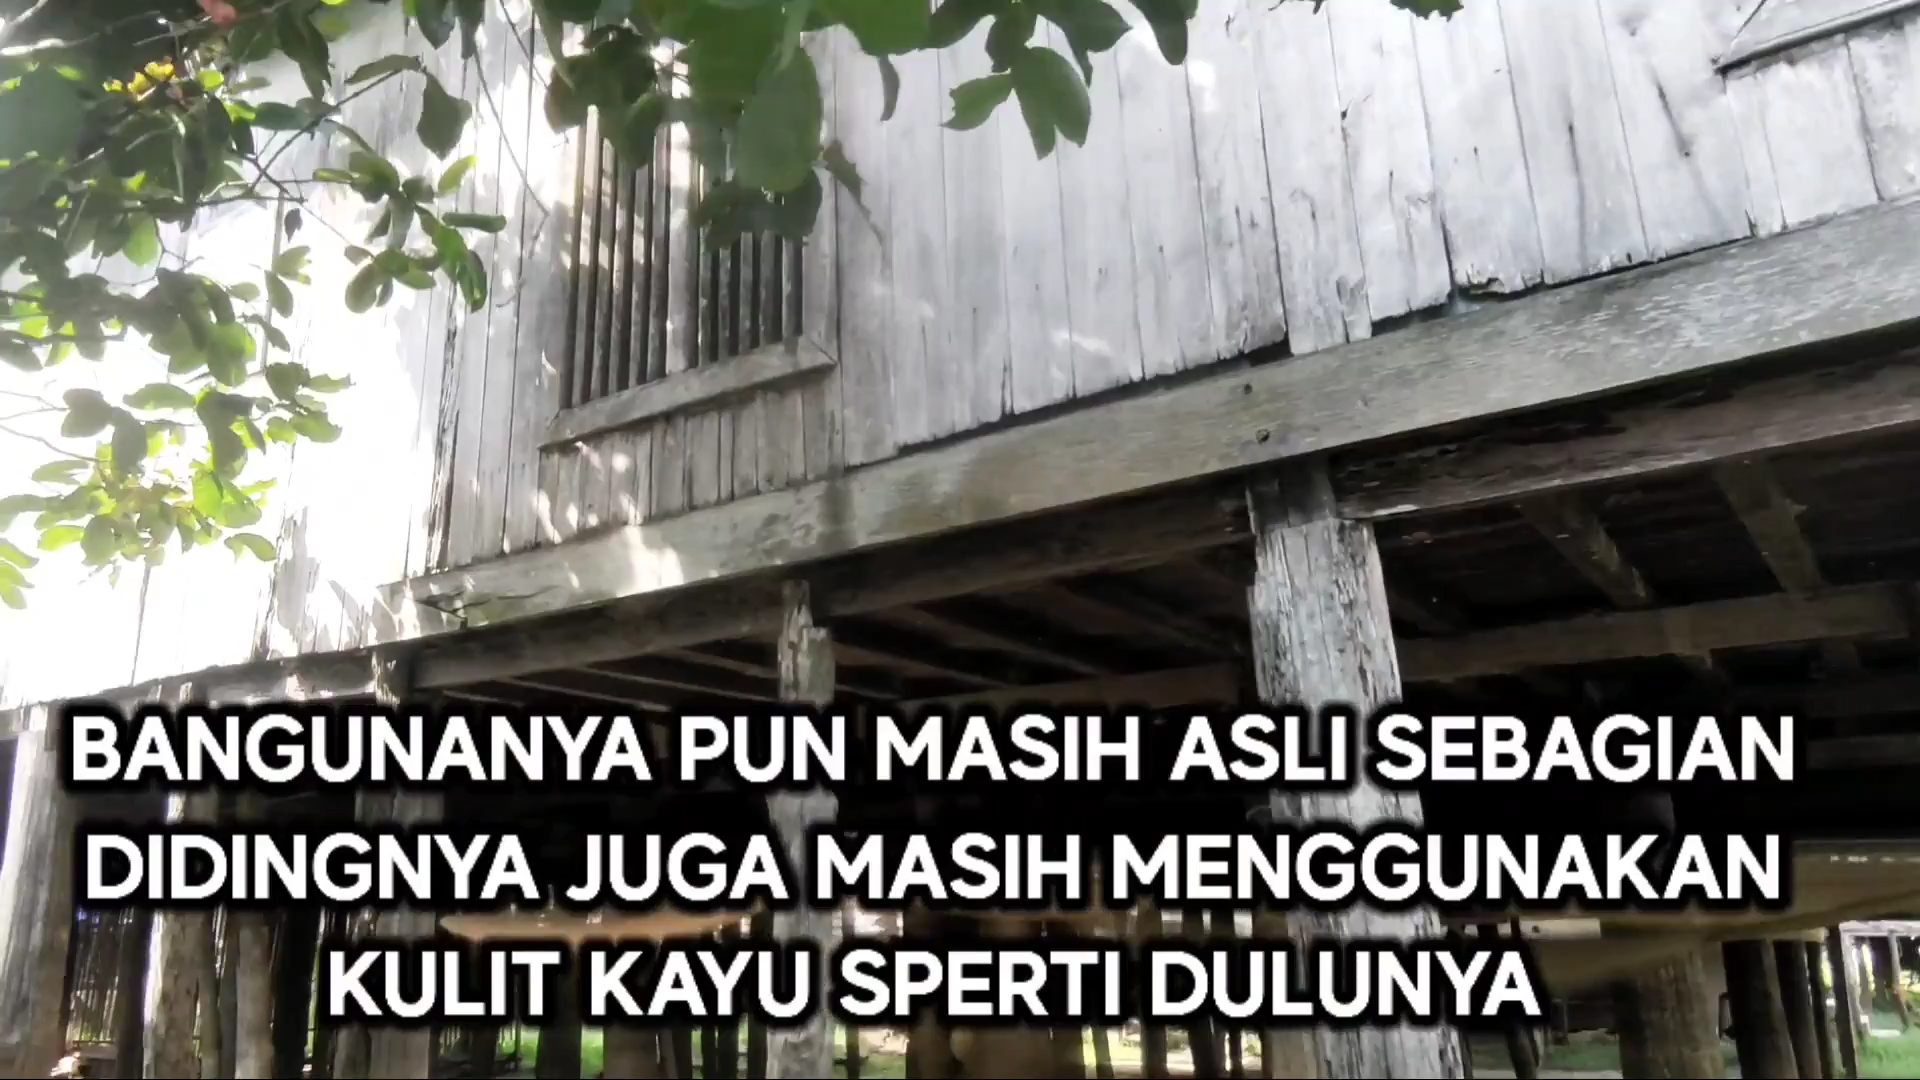 BANGUNANYA PUN MASIH ASLI SEBAGIAN
DIDINGNYA JUGA MASIH MENGGUNAKAN
KULIT KAYU SPERTI DULUNYA